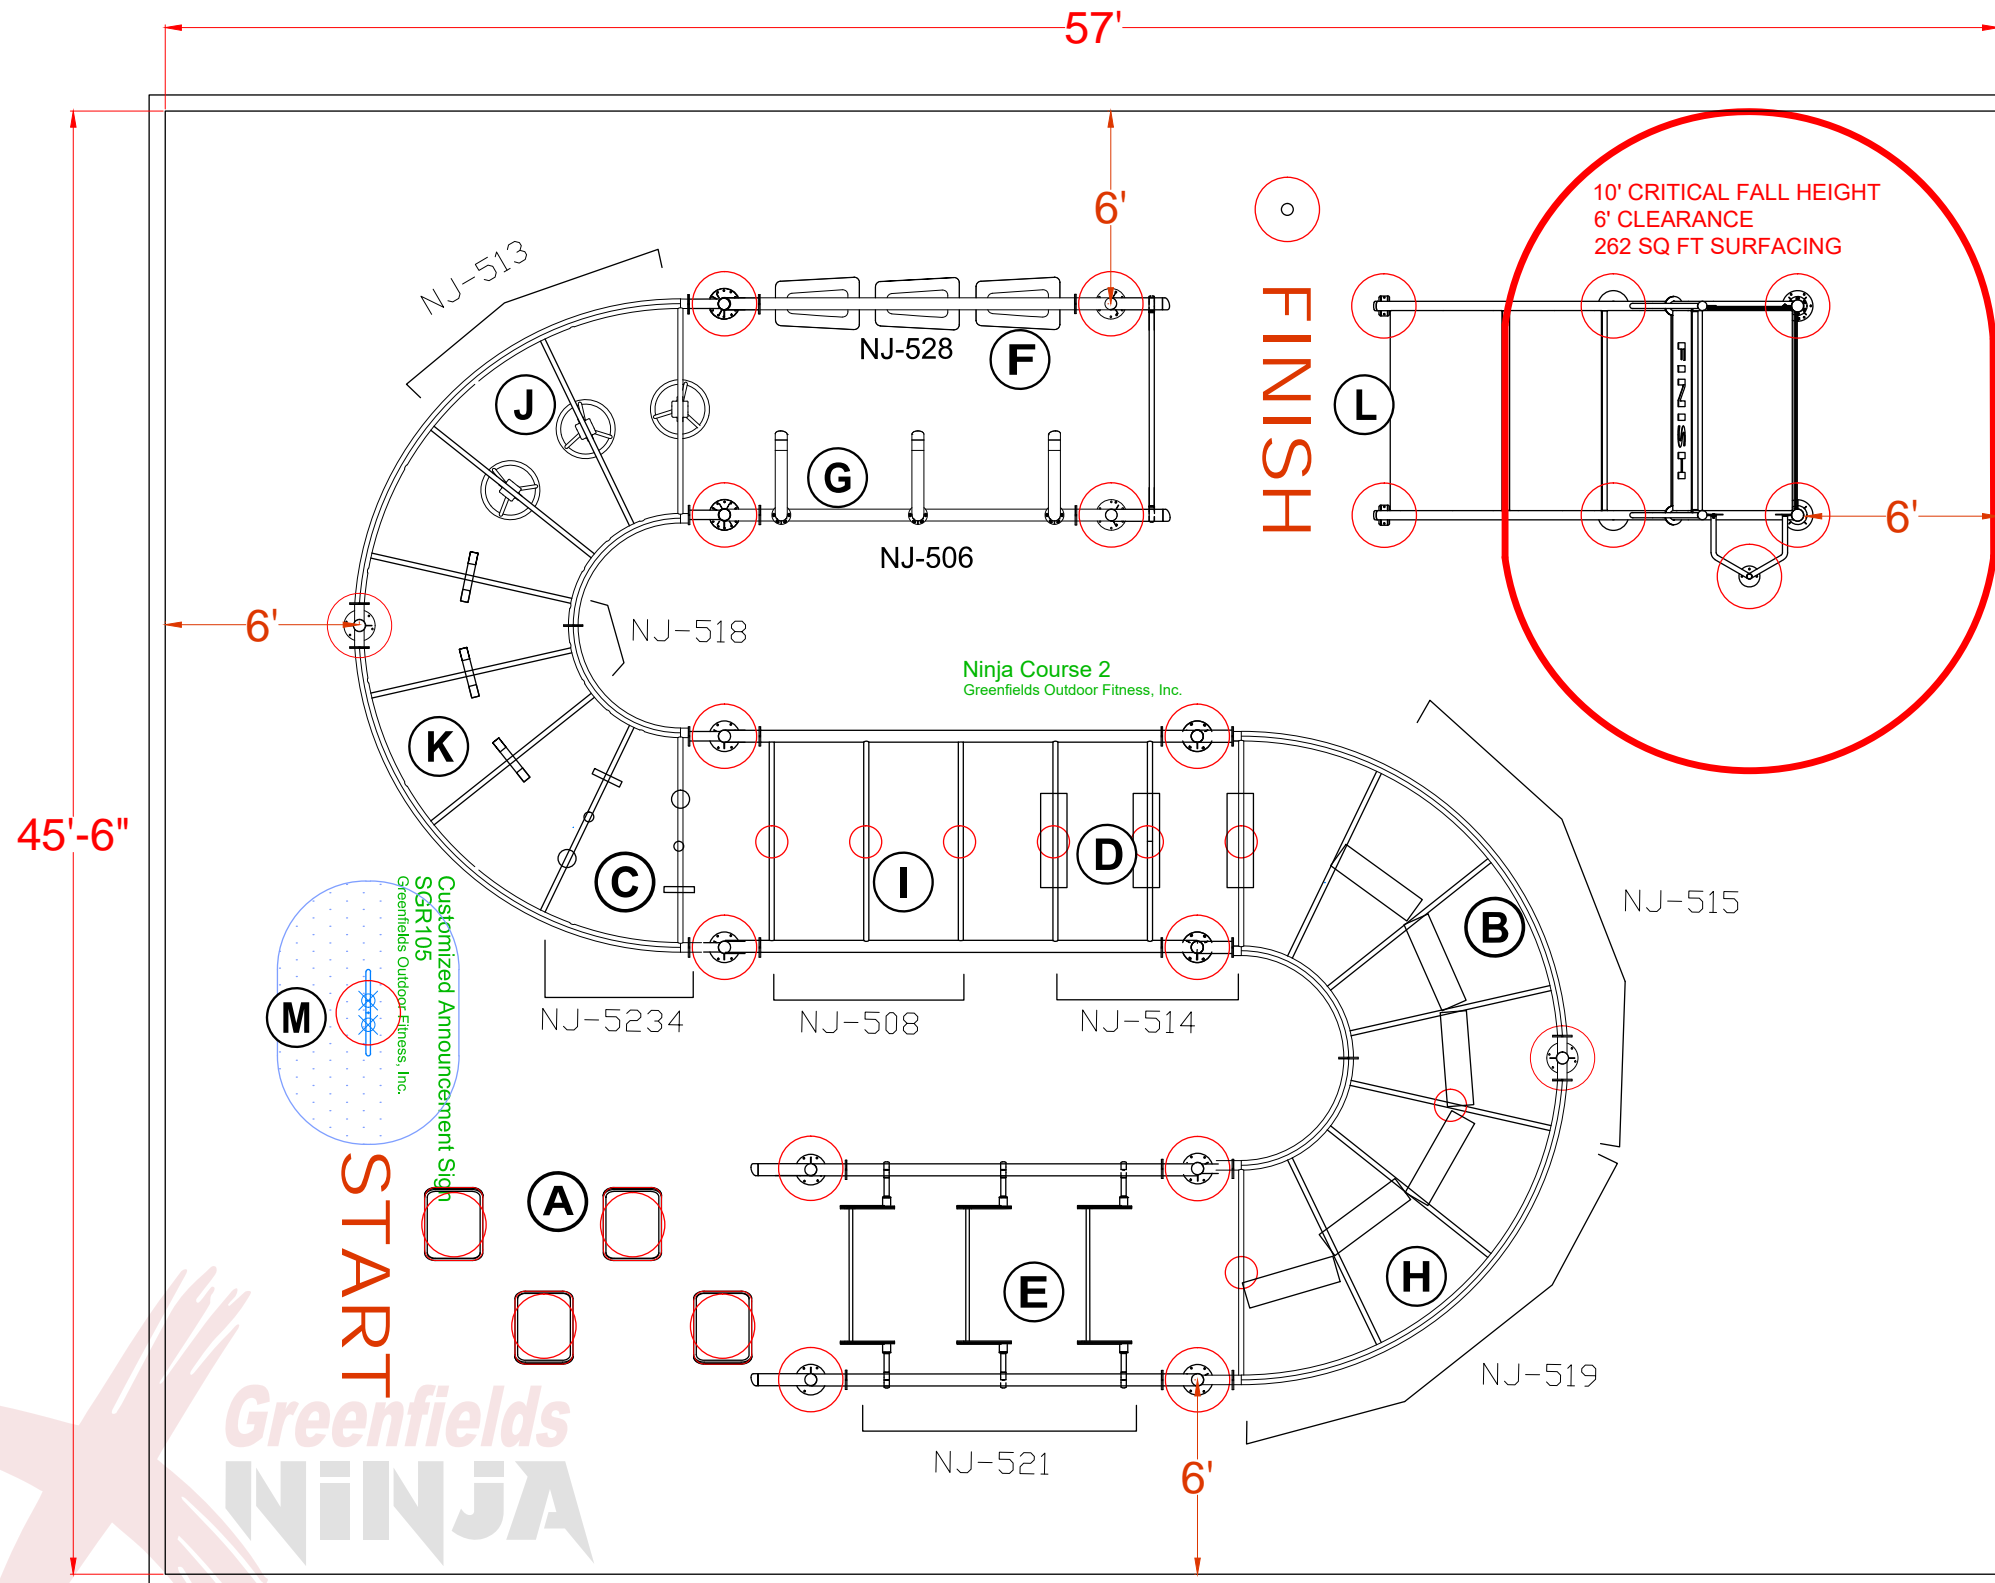 57'
6'
10' CRITICAL FALL HEIGHT
6' CLEARANCE
262 SQ FT SURFACING
NJ-513
FINISH
NJ-528
F
FINISH
J
L
G
6'
NJ-506
6'
NJ-518
Ninja Course 2
Greenfields Outdoor Fitness, Inc.
K
45'-6"
D
C
I
B
NJ-515
Customized Announcement Sign
SGR105
Greenfields Outdoor Fitness, Inc.
M
NJ-5234
NJ-508
NJ-514
START
A
E
H
NJ-519
NJ-521
6'
Greenfields
NiNJA